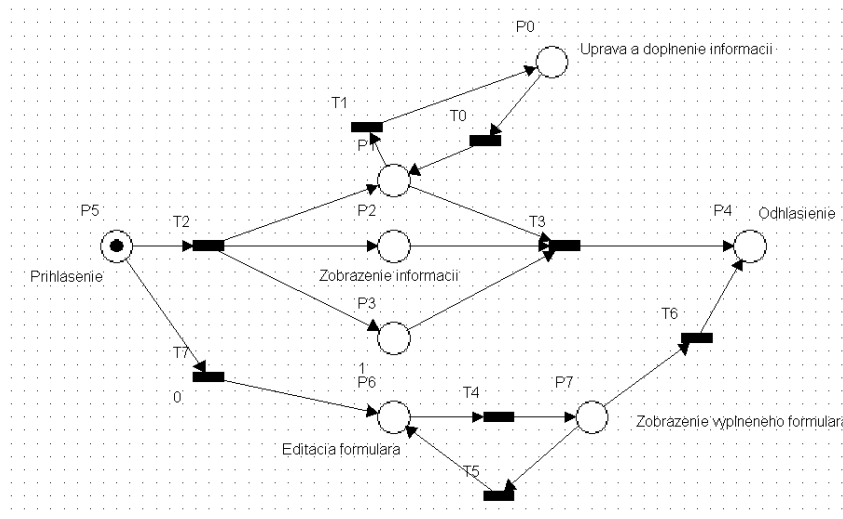 P0
Uprava a doplnenie informacii
T1
T0
P1
P5
T2
P2
T3
P4
Odhlasienie
Prihlasenie
Zobrazenie informacii
P3
T6
T7
1
0
P6
T4
P7
Editacia formulara
Zobrazenie vyplneneho formulara
T5